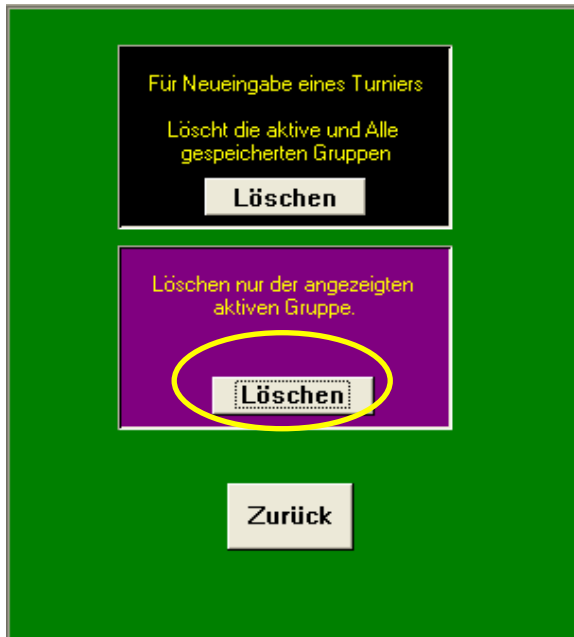 Für Neueingabe eines Turniers
Löscht die aktive und Alle
gespeicherten Gruppen
Löschen
Löschen nur der angezeigten
aktiven Gruppe.
Löschen
Zurück